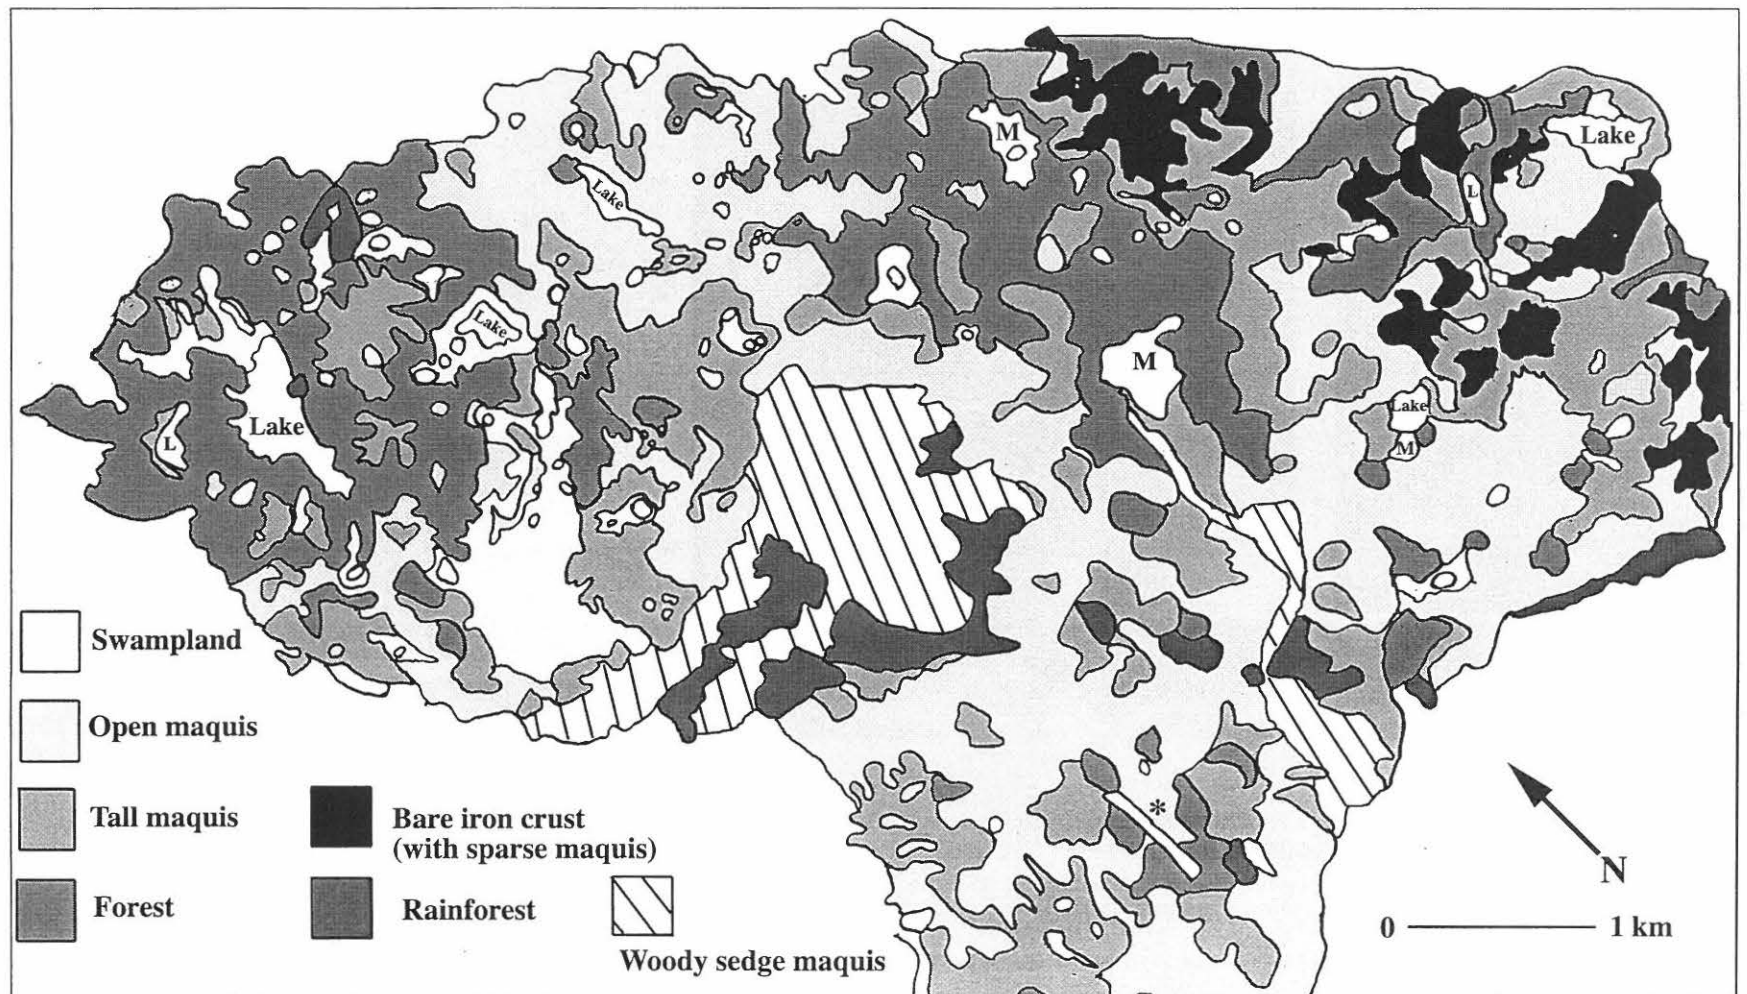 M
Lake
Lake
L
Lake
M
Lake
M
L
Lake
*
Swampland
Open maquis
Tall maquis
Forest
Bare iron crust
(with sparse maquis)
Rainforest
Woody sedge maquis
N
0 1 km